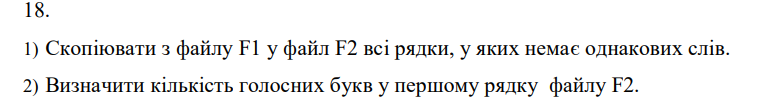 18.
1) Скопіювати з файлу F1 у файл F2 всі рядки, у яких немає однакових слів.
2) Визначити кількість голосних букв у першому рядку  файлу F2.